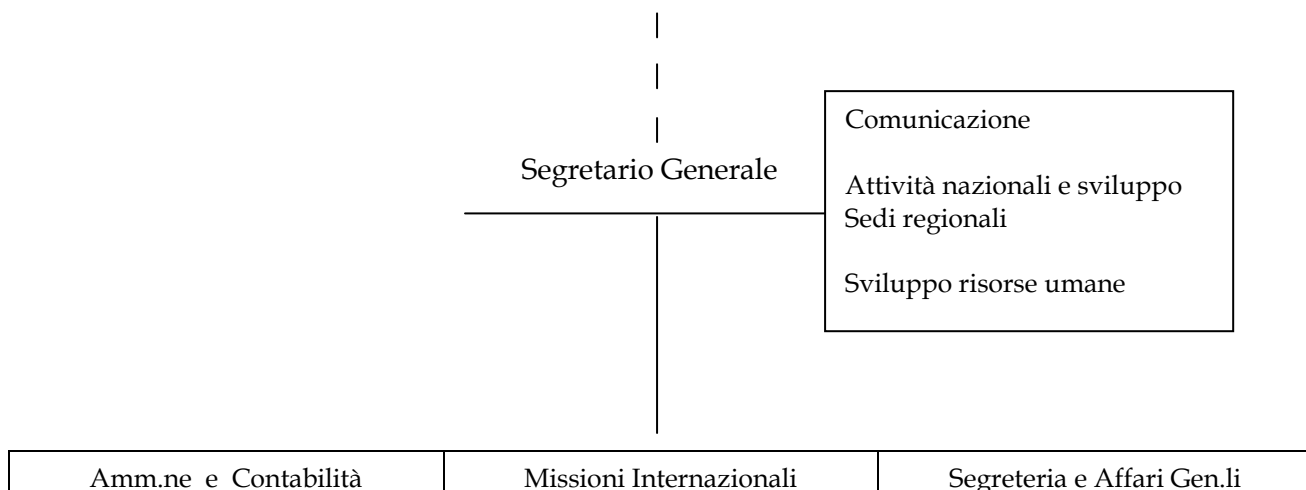 Segretario Generale
Comunicazione
Attività nazionali e sviluppo
Sedi regionali
Sviluppo risorse umane
Amm.ne e Contabilità
Missioni Internazionali
Segreteria e Affari Gen.li